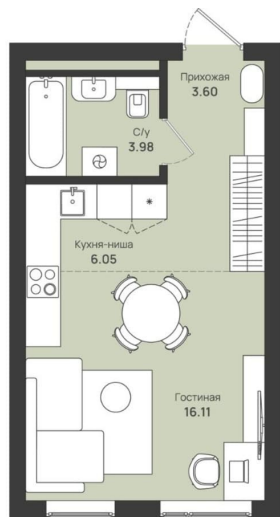 Прихожая
3.60
С/у
3.98
Кухня-ниша
6.05
Гостиная
16.11